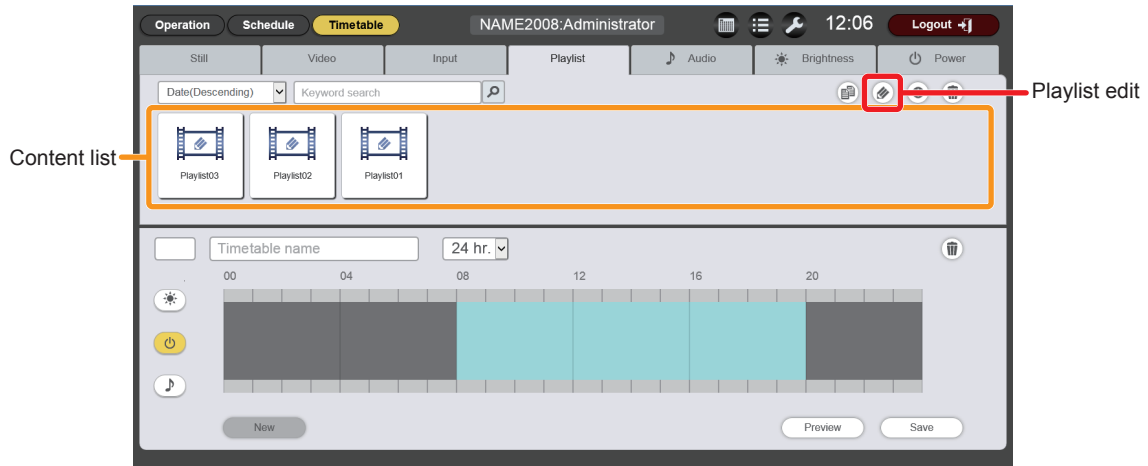 Operation Schedule Timetable NAME2008:Administrator 12:06 Logout
Still Video Input Playlist Audio Brightness Power
Date(Descending) Keyword search
Playlist edit
Content list
Playlist03 Playlist02 Playlist01
Timetable name 24 hr.
00 04 08 12 16 20
New Preview Save